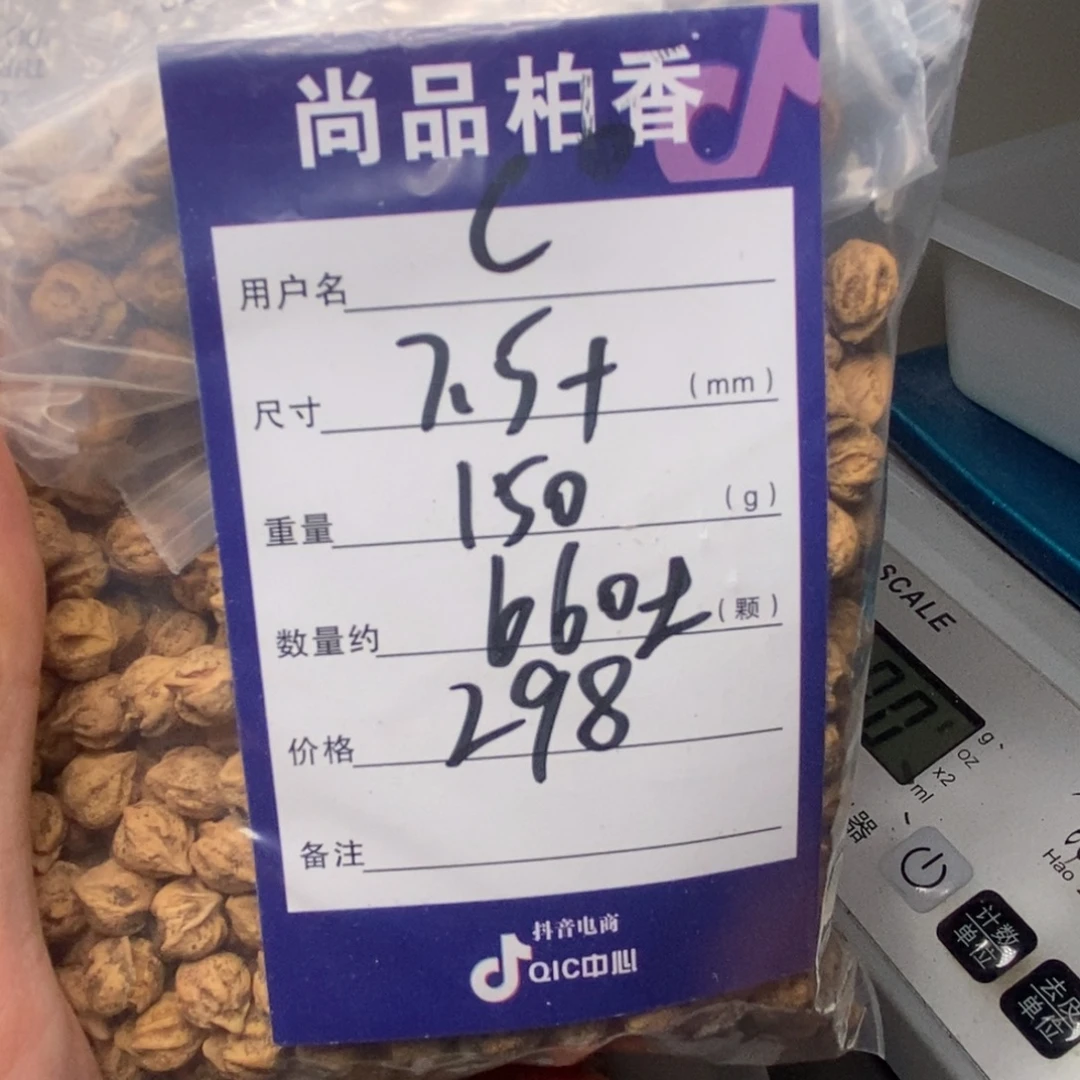 尚品柏香
用户名 C
尺寸 7.5+ (mm)
重量 150 (g)
数量约 660± (颗)
价格 298
备注
抖音电商
QIC中心
SCALE
g
oz
x2
ml
器
计数
单位
去皮
单位
Hao